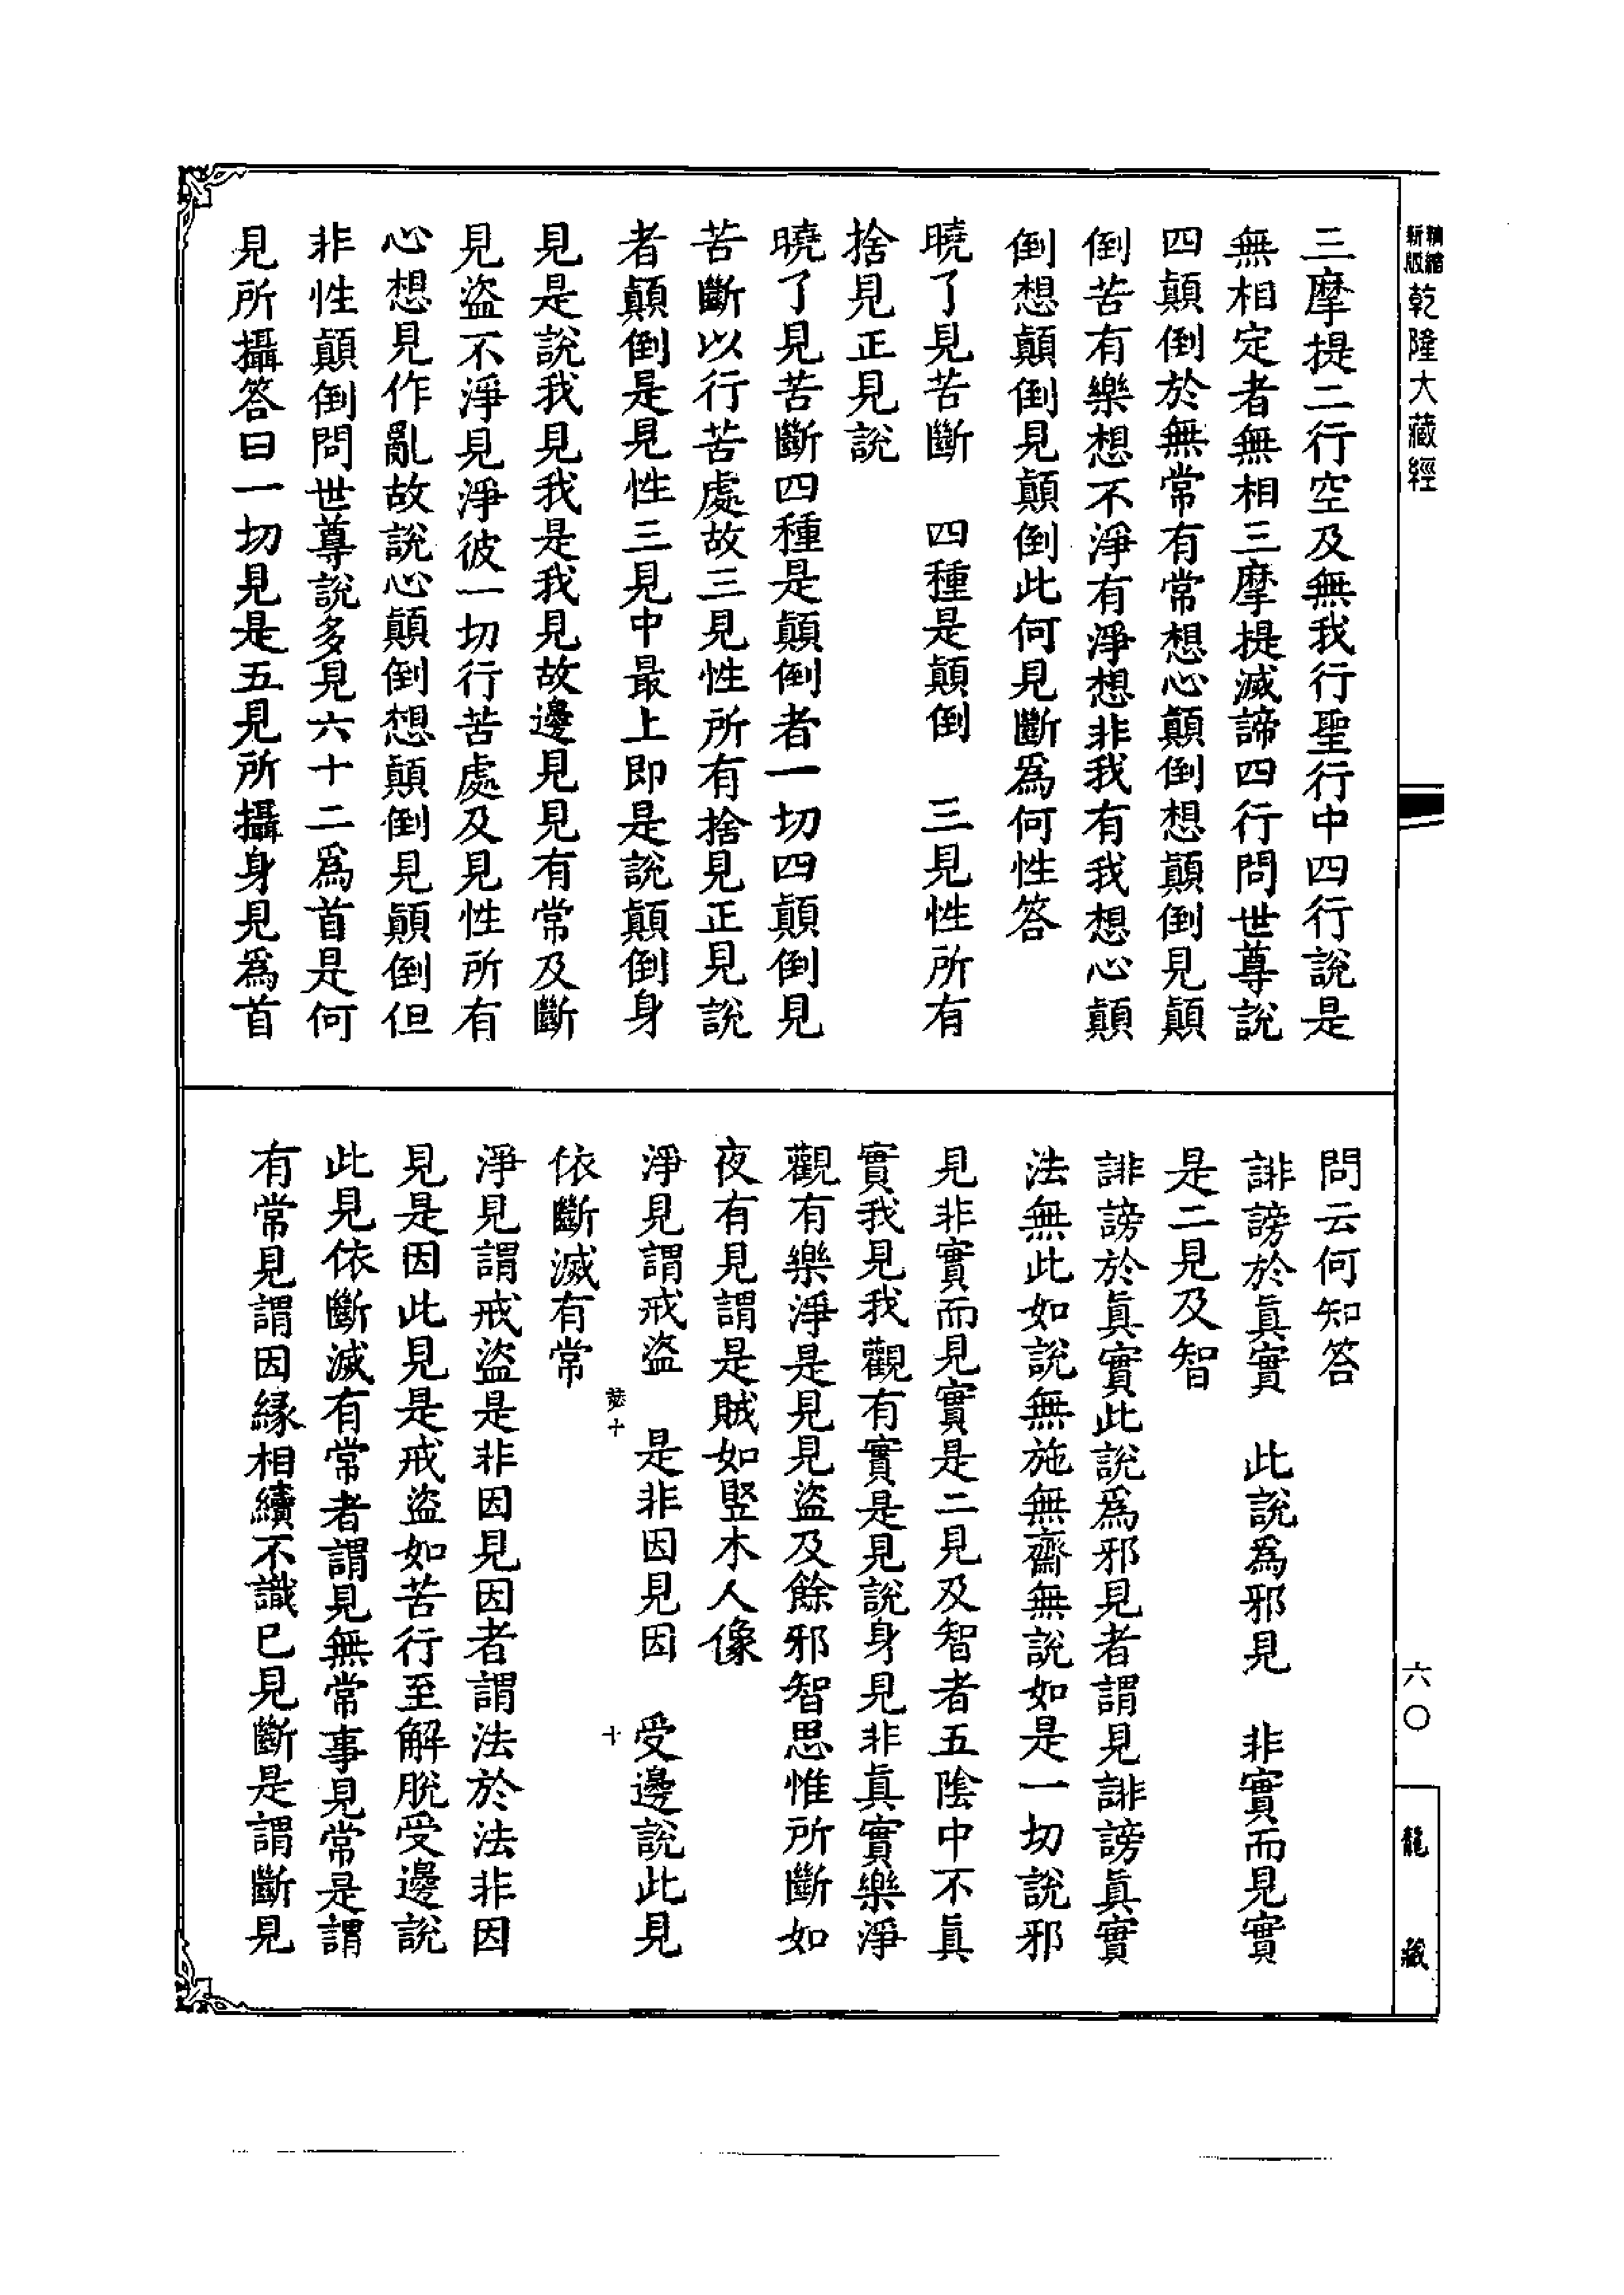 精縮新版乾隆大藏經
三摩提二行空及無我行聖行中四行說是
無相定者無相三摩提滅諦四行問世尊說
四顛倒於無常有常想心顛倒想顛倒見顛
倒苦有樂想不淨有淨想非我有我想心顛
倒想顛倒見顛倒此何見斷爲何性答
曉了見苦斷　四種是顛倒　三見性所有
捨見正見說
曉了見苦斷四種是顛倒者一切四顛倒見
苦斷以行苦處故三見性所有捨見正見說
者顛倒是見性三見中最上即是說顛倒身
見是說我見見我是我見故邊見見有常及斷
見盜不淨見淨彼一切行苦處及見性所有
心想見作亂故說心顛倒想顛倒見顛倒但
非性顛倒問世尊說多見六十二爲首是何
見所攝答曰一切見是五見所攝身見爲首
問云何知答
誹謗於眞實　此說爲邪見　非實而見實
是二見及智
誹謗於眞實此說爲邪見者謂見誹謗眞實
法無此如說無施無齋無說如是一切說邪
見非實而見實是二見及智者五陰中不眞
實我見我觀有實是見說身見非眞實樂淨
觀有樂淨是見見盜及餘邪智思惟所斷如
夜有見謂是賊如竪木人像
淨見謂戒盜　是非因見因　受邊說此見
依斷滅有常
十
淨見謂戒盜是非因見因者謂法於法非因
見是因此見是戒盜如苦行至解脫受邊說
此見依斷滅有常者謂見無常事見常是謂
有常見謂因緣相續不識已見斷是謂斷見
六〇
龍藏